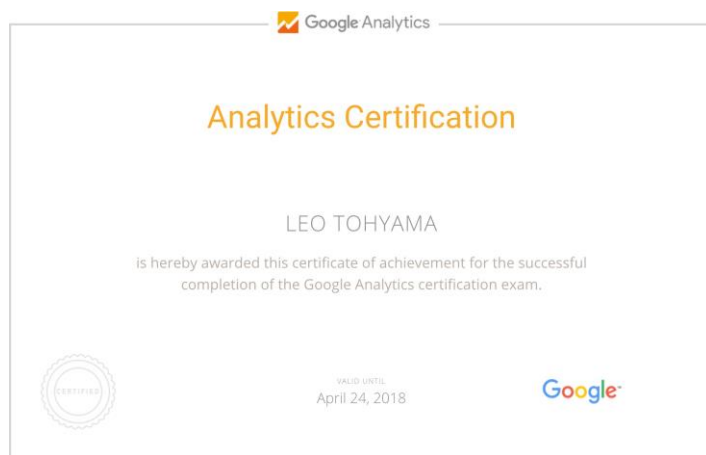 Google Analytics
Analytics Certification
LEO TOHYAMA
is hereby awarded this certificate of achievement for the successful
completion of the Google Analytics certification exam.
CERTIFIED
VALID UNTIL
April 24, 2018
Google